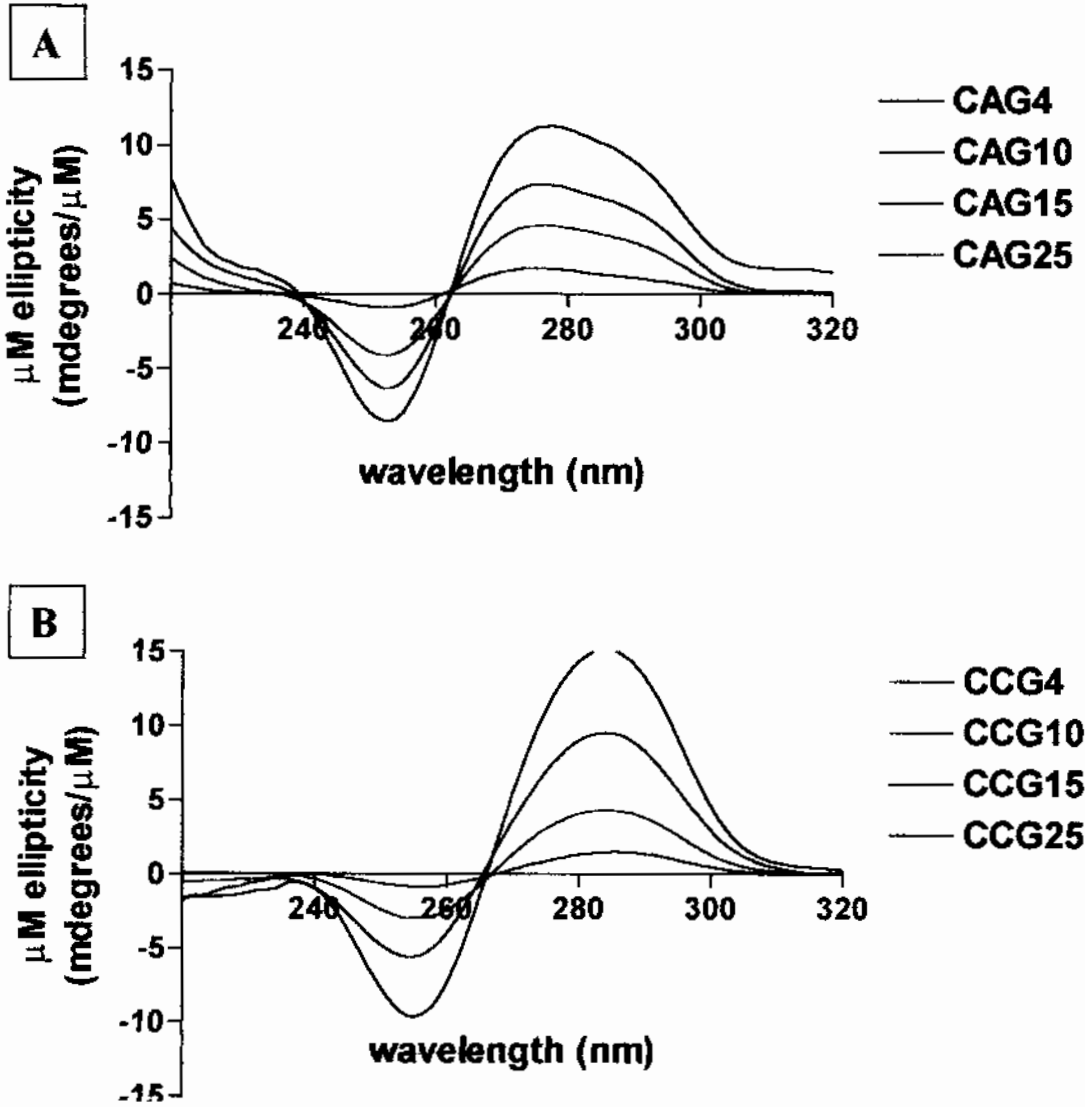 A
15
10
5
0
-5
-10
-15
μM ellipticity
(mdegrees/μM)
240
260
280
300
320
wavelength (nm)
CAG4
CAG10
CAG15
CAG25
B
15
10
5
0
-5
-10
-15
μM ellipticity
(mdegrees/μM)
240
260
280
300
320
wavelength (nm)
CCG4
CCG10
CCG15
CCG25